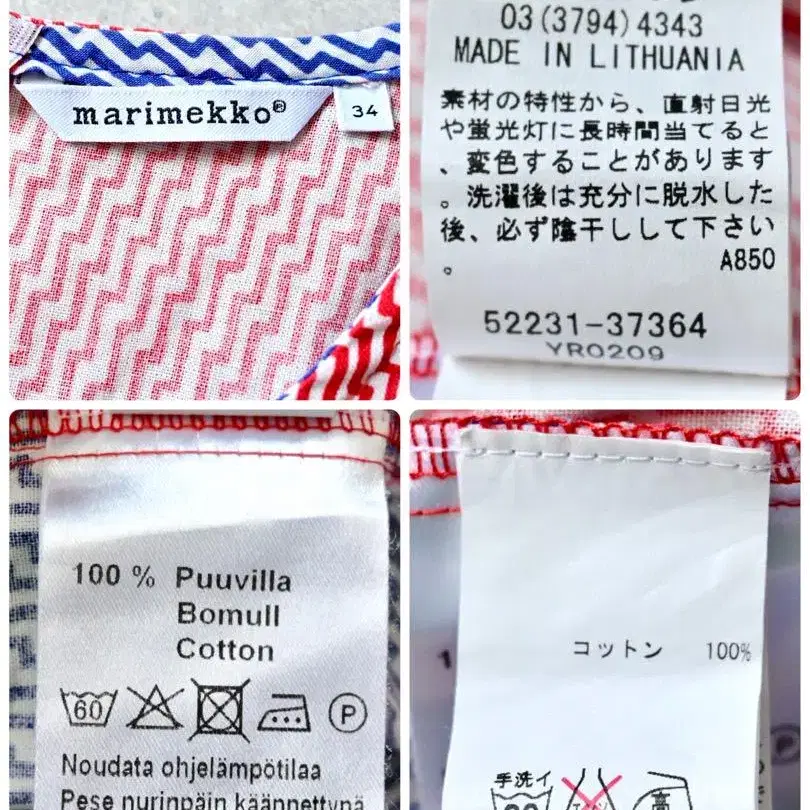 marimekko®
34
03(3794)4343
MADE IN LITHUANIA
素材の特性から、直射日光
や蛍光灯に長時間当てると
、変色することがあります
。洗濯後は充分に脱水した
後、必ず陰干しして下さい
。
A850
52231-37364
YR0209
100 % Puuvilla
Bomull
Cotton
60
P
Noudata ohjelämpötilaa
Pese nurinpäin käännettynä
コットン 100%
手洗イ
高